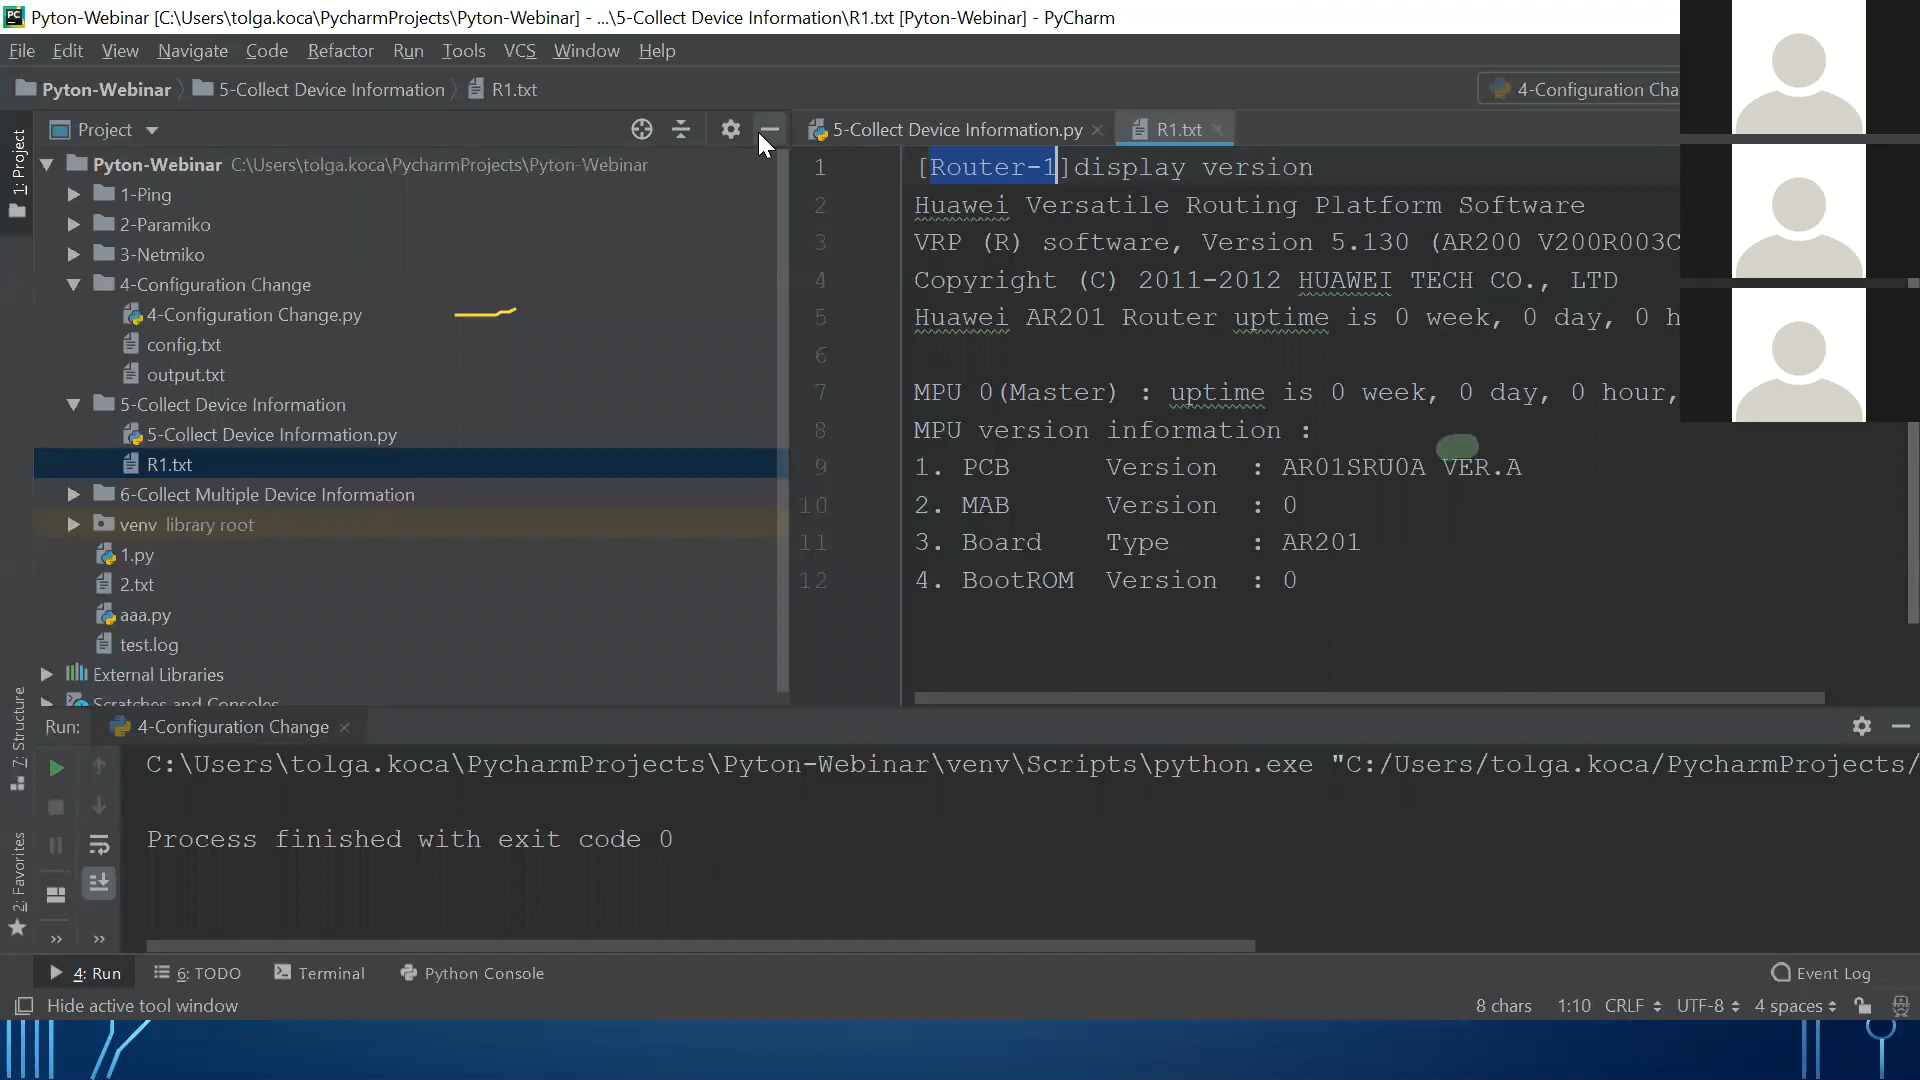 Pyton-Webinar [C:\Users\tolga.koca\PycharmProjects\Pyton-Webinar] - ...\5-Collect Device Information\R1.txt [Pyton-Webinar] - PyCharm
File Edit View Navigate Code Refactor Run Tools VCS Window Help
Pyton-Webinar 5-Collect Device Information R1.txt 4-Configuration Cha
1: Project
Project
Pyton-Webinar C:\Users\tolga.koca\PycharmProjects\Pyton-Webinar
1-Ping
2-Paramiko
3-Netmiko
4-Configuration Change
4-Configuration Change.py
config.txt
output.txt
5-Collect Device Information
5-Collect Device Information.py
R1.txt
6-Collect Multiple Device Information
venv library root
1.py
2.txt
aaa.py
test.log
External Libraries
Scratches and Consoles
5-Collect Device Information.py R1.txt
1 [Router-1]display version
2 Huawei Versatile Routing Platform Software
3 VRP (R) software, Version 5.130 (AR200 V200R003C
4 Copyright (C) 2011-2012 HUAWEI TECH CO., LTD
5 Huawei AR201 Router uptime is 0 week, 0 day, 0 h
6
7 MPU 0(Master) : uptime is 0 week, 0 day, 0 hour,
8 MPU version information :
9 1. PCB Version : AR01SRU0A VER.A
10 2. MAB Version : 0
11 3. Board Type : AR201
12 4. BootROM Version : 0
7: Structure
2: Favorites
Run: 4-Configuration Change
C:\Users\tolga.koca\PycharmProjects\Pyton-Webinar\venv\Scripts\python.exe "C:/Users/tolga.koca/PycharmProjects/
Process finished with exit code 0
4: Run 6: TODO Terminal Python Console Event Log
Hide active tool window 8 chars 1:10 CRLF UTF-8 4 spaces